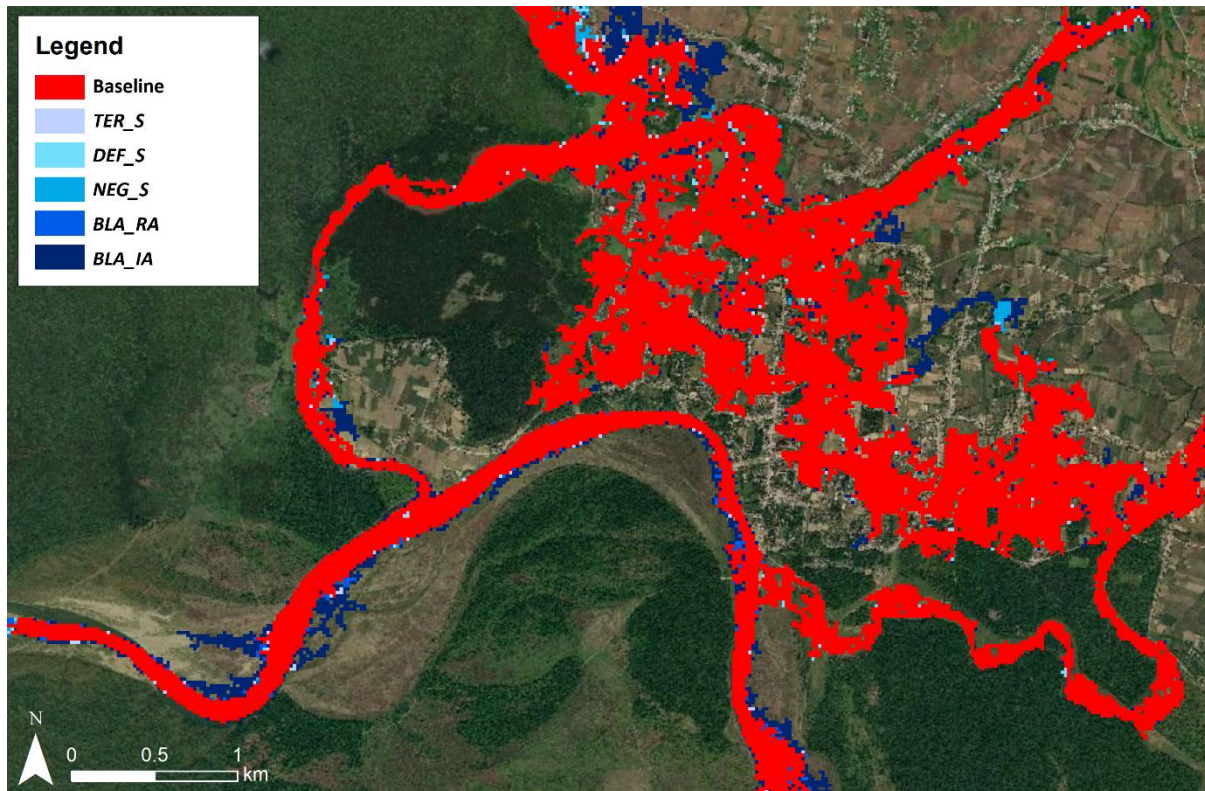 Legend
Baseline
TER_S
DEF_S
NEG_S
BLA_RA
BLA_IA
N
0 0.5 1
km